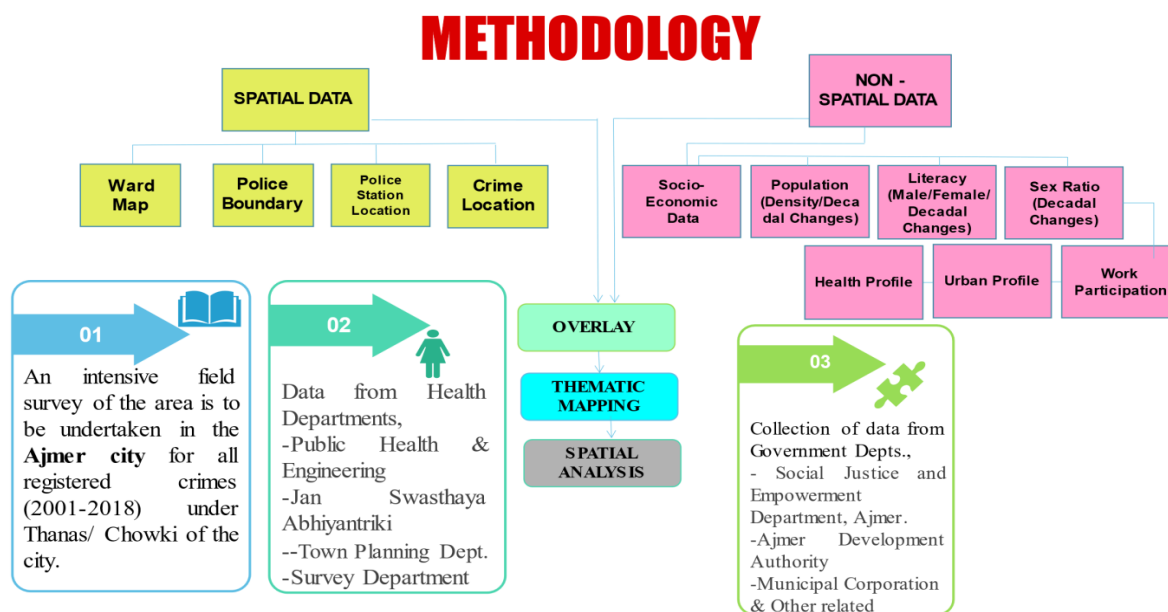 METHODOLOGY
SPATIAL DATA
NON -
SPATIAL DATA
Ward
Map
Police
Boundary
Police
Station
Location
Crime
Location
Socio-
Economic
Data
Population
(Density/Deca
dal Changes)
Literacy
(Male/Female/
Decadal
Changes)
Sex Ratio
(Decadal
Changes)
Health Profile
Urban Profile
Work
Participation
OVERLAY
THEMATIC
MAPPING
SPATIAL
ANALYSIS
01
An intensive field
survey of the area is to
be undertaken in the
Ajmer city for all
registered crimes
(2001-2018) under
Thanas/ Chowki of the
city.
02
Data from Health
Departments,
-Public Health &
Engineering
-Jan Swasthaya
Abhiyantriki
--Town Planning Dept.
-Survey Department
03
Collection of data from
Government Depts.,
- Social Justice and
Empowerment
Department, Ajmer.
-Ajmer Development
Authority
-Municipal Corporation
& Other related